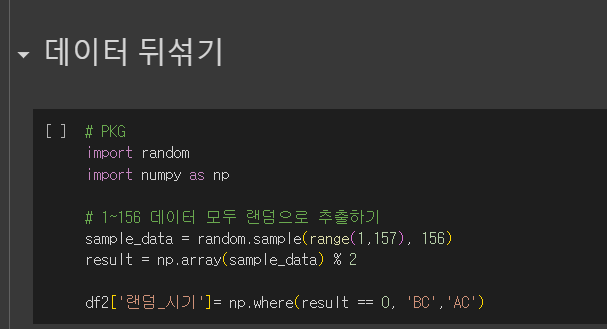 데이터 뒤섞기
[ ] # PKG
import random
import numpy as np
# 1~156 데이터 모두 랜덤으로 추출하기
sample_data = random.sample(range(1,157), 156)
result = np.array(sample_data) % 2
df2['랜덤_시기']= np.where(result == 0, 'BC','AC')